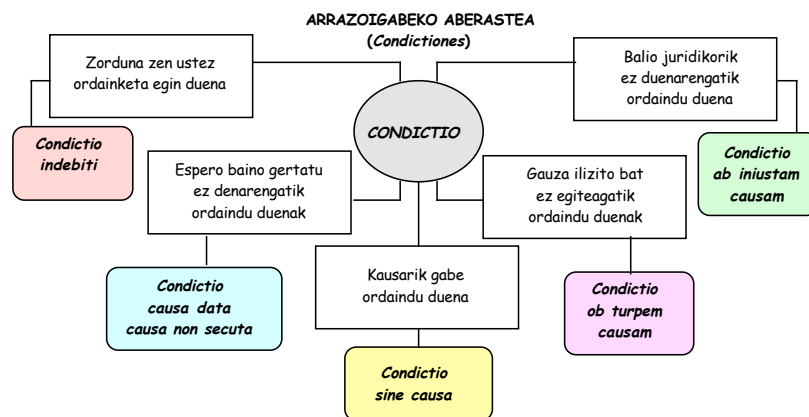 ARRAZOIGABEKO ABERASTEA
(Condictiones)
Zorduna zen ustez
ordainketa egin duena
Balio juridikorik
ez duenarengatik
ordaindu duena
CONDICTIO
Condictio
indebiti
Condictio
ab iniustam
causam
Espero baino gertatu
ez denarengatik
ordaindu duenak
Gauza ilizito bat
ez egiteagatik
ordaindu duenak
Kausarik gabe
ordaindu duena
Condictio
causa data
causa non secuta
Condictio
ob turpem
causam
Condictio
sine causa